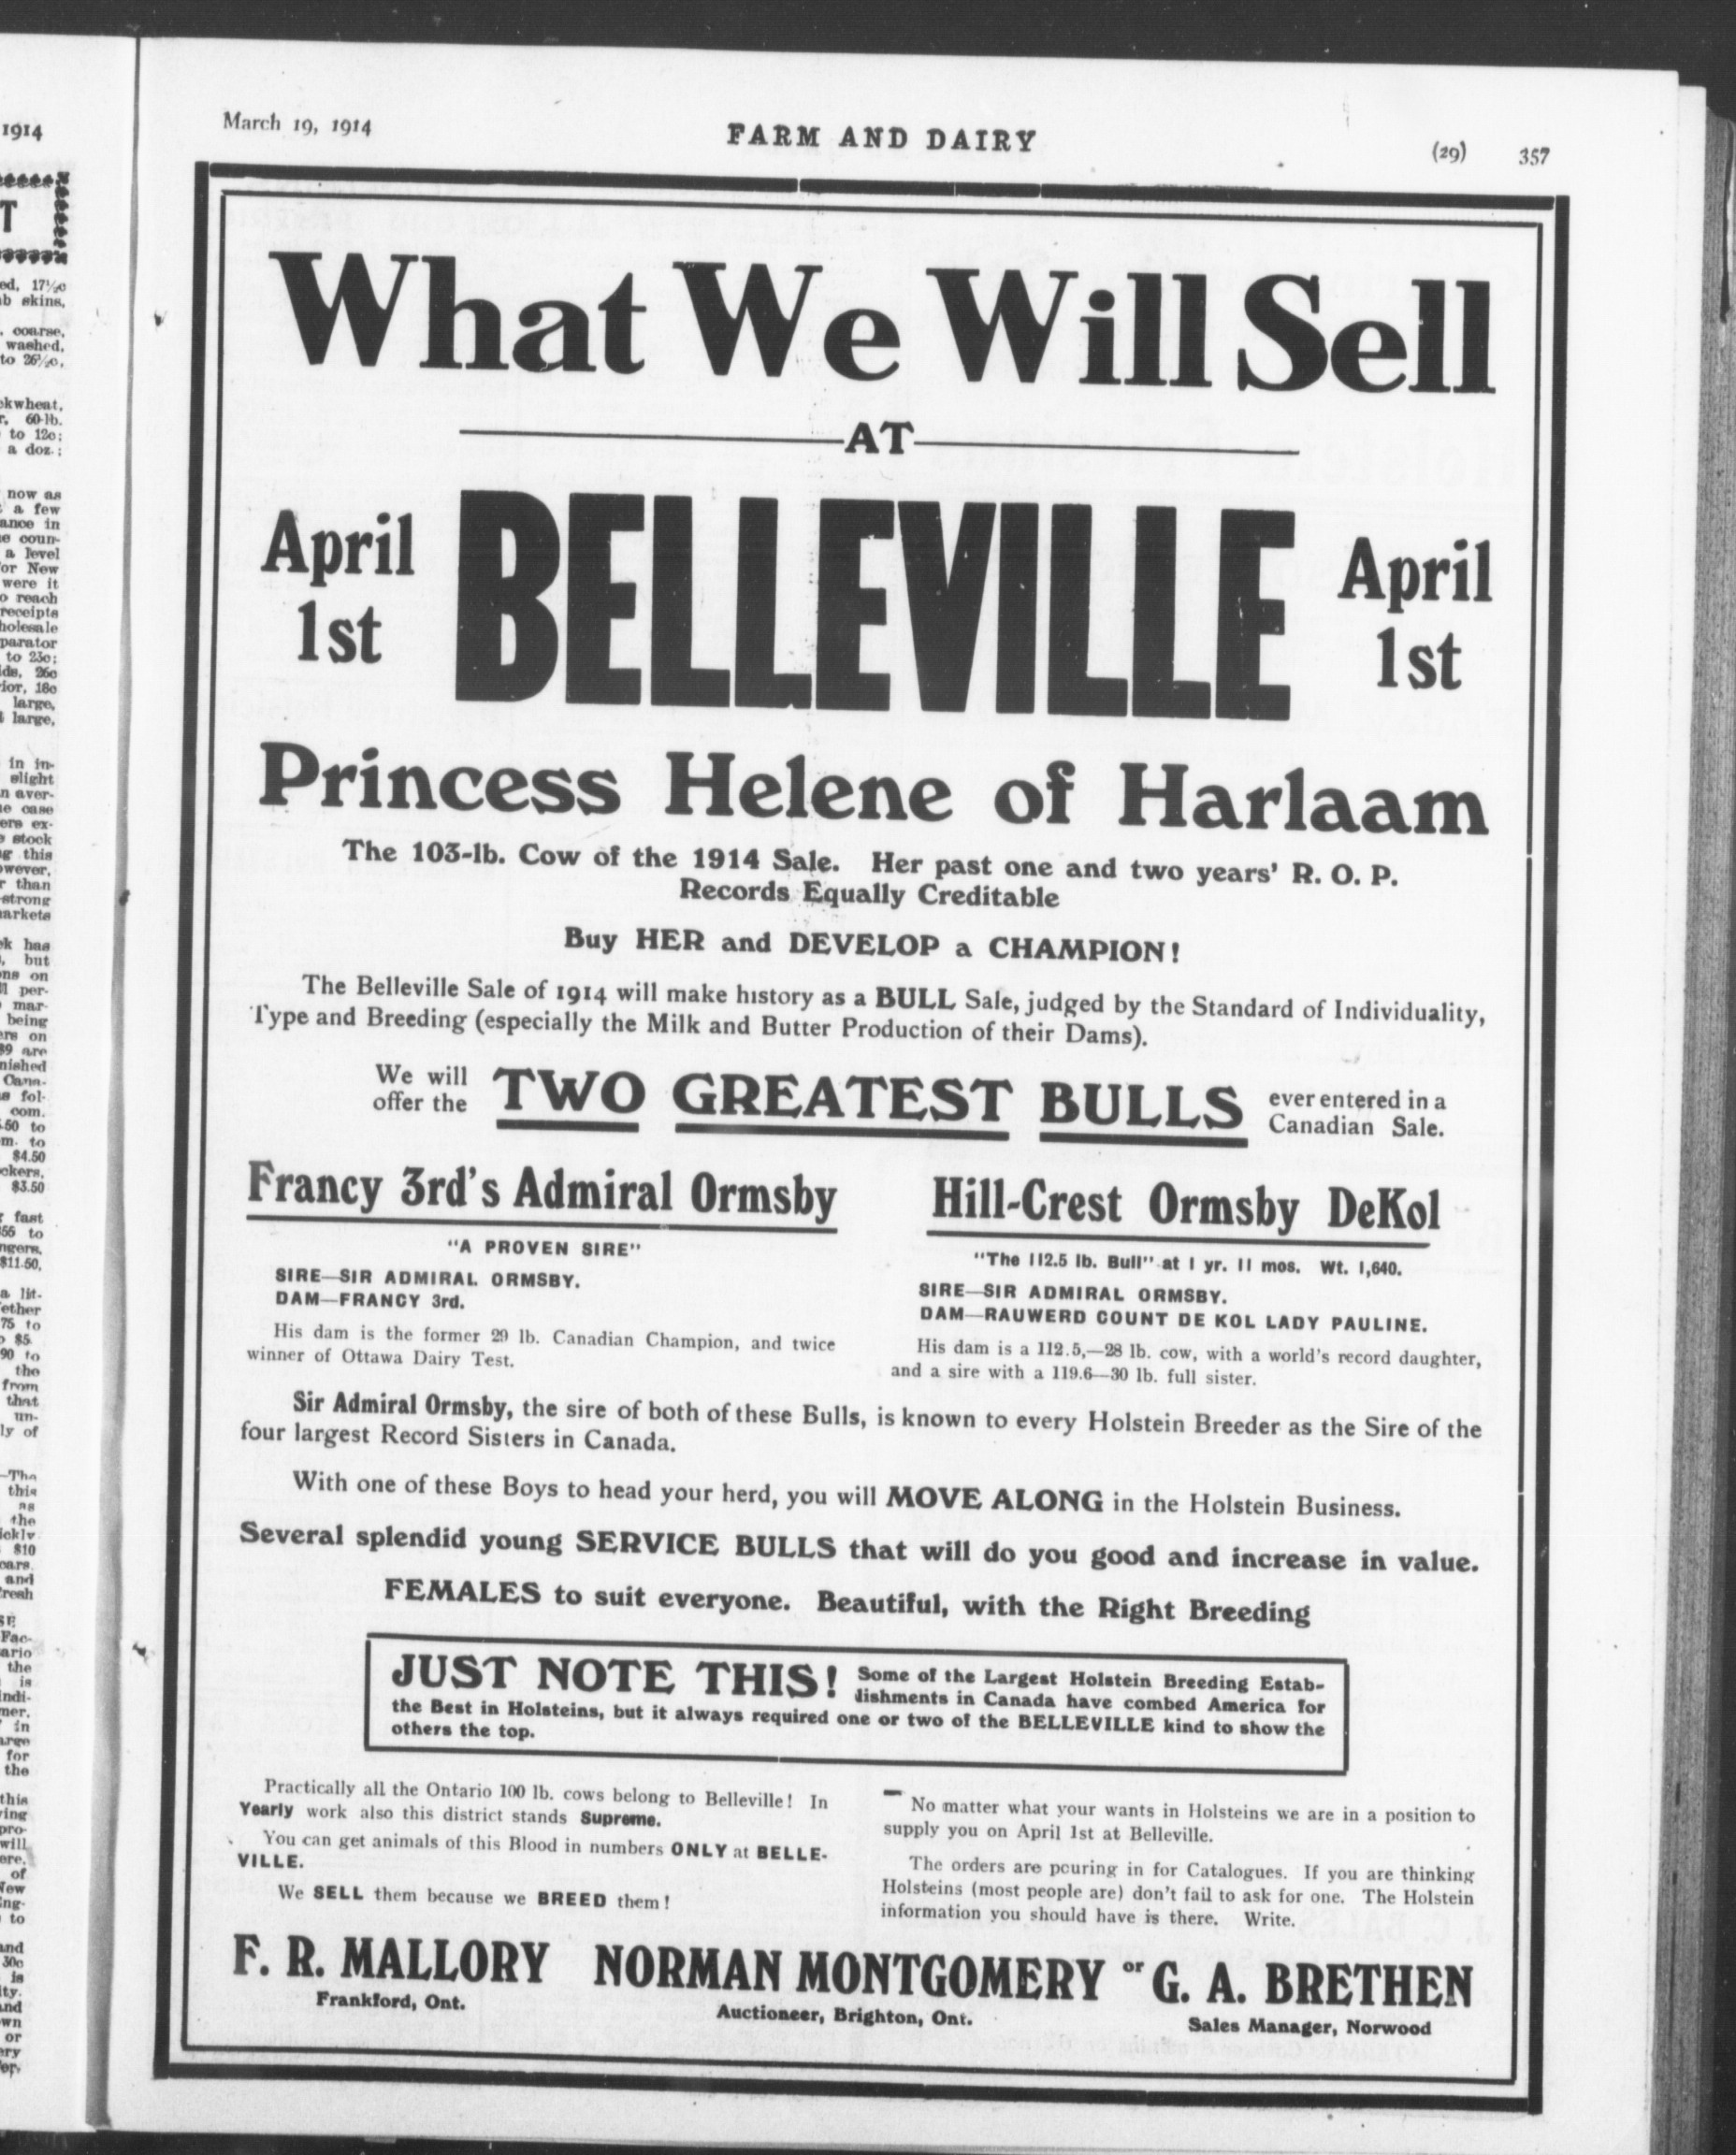 March 19, 1914
FARM AND DAIRY
(29) 357
What We Will Sell
AT
April
1st
BELLEVILLE
April
1st
Princess Helene of Harlaam
The 103-lb. Cow of the 1914 Sale. Her past one and two years' R. O. P.
Records Equally Creditable
Buy HER and DEVELOP a CHAMPION!
The Belleville Sale of 1914 will make history as a BULL Sale, judged by the Standard of Individuality,
Type and Breeding (especially the Milk and Butter Production of their Dams).
We will
offer the
TWO GREATEST BULLS
ever entered in a
Canadian Sale.
Francy 3rd's Admiral Ormsby
"A PROVEN SIRE"
SIRE—SIR ADMIRAL ORMSBY.
DAM—FRANCY 3rd.
His dam is the former 29 lb. Canadian Champion, and twice
winner of Ottawa Dairy Test.
Hill-Crest Ormsby DeKol
"The 112.5 lb. Bull" at 1 yr. 11 mos. Wt. 1,640.
SIRE—SIR ADMIRAL ORMSBY.
DAM—RAUWERD COUNT DE KOL LADY PAULINE.
His dam is a 112.5,—28 lb. cow, with a world's record daughter,
and a sire with a 119.6—30 lb. full sister.
Sir Admiral Ormsby, the sire of both of these Bulls, is known to every Holstein Breeder as the Sire of the
four largest Record Sisters in Canada.
With one of these Boys to head your herd, you will MOVE ALONG in the Holstein Business.
Several splendid young SERVICE BULLS that will do you good and increase in value.
FEMALES to suit everyone. Beautiful, with the Right Breeding
JUST NOTE THIS! Some of the Largest Holstein Breeding Estab-
lishments in Canada have combed America for
the Best in Holsteins, but it always required one or two of the BELLEVILLE kind to show the
others the top.
Practically all the Ontario 100 lb. cows belong to Belleville! In
Yearly work also this district stands Supreme.
You can get animals of this Blood in numbers ONLY at BELLE-
VILLE.
We SELL them because we BREED them!
No matter what your wants in Holsteins we are in a position to
supply you on April 1st at Belleville.
The orders are pouring in for Catalogues. If you are thinking
Holsteins (most people are) don't fail to ask for one. The Holstein
information you should have is there. Write.
F. R. MALLORY
Frankford, Ont.
NORMAN MONTGOMERY
Auctioneer, Brighton, Ont.
or G. A. BRETHEN
Sales Manager, Norwood